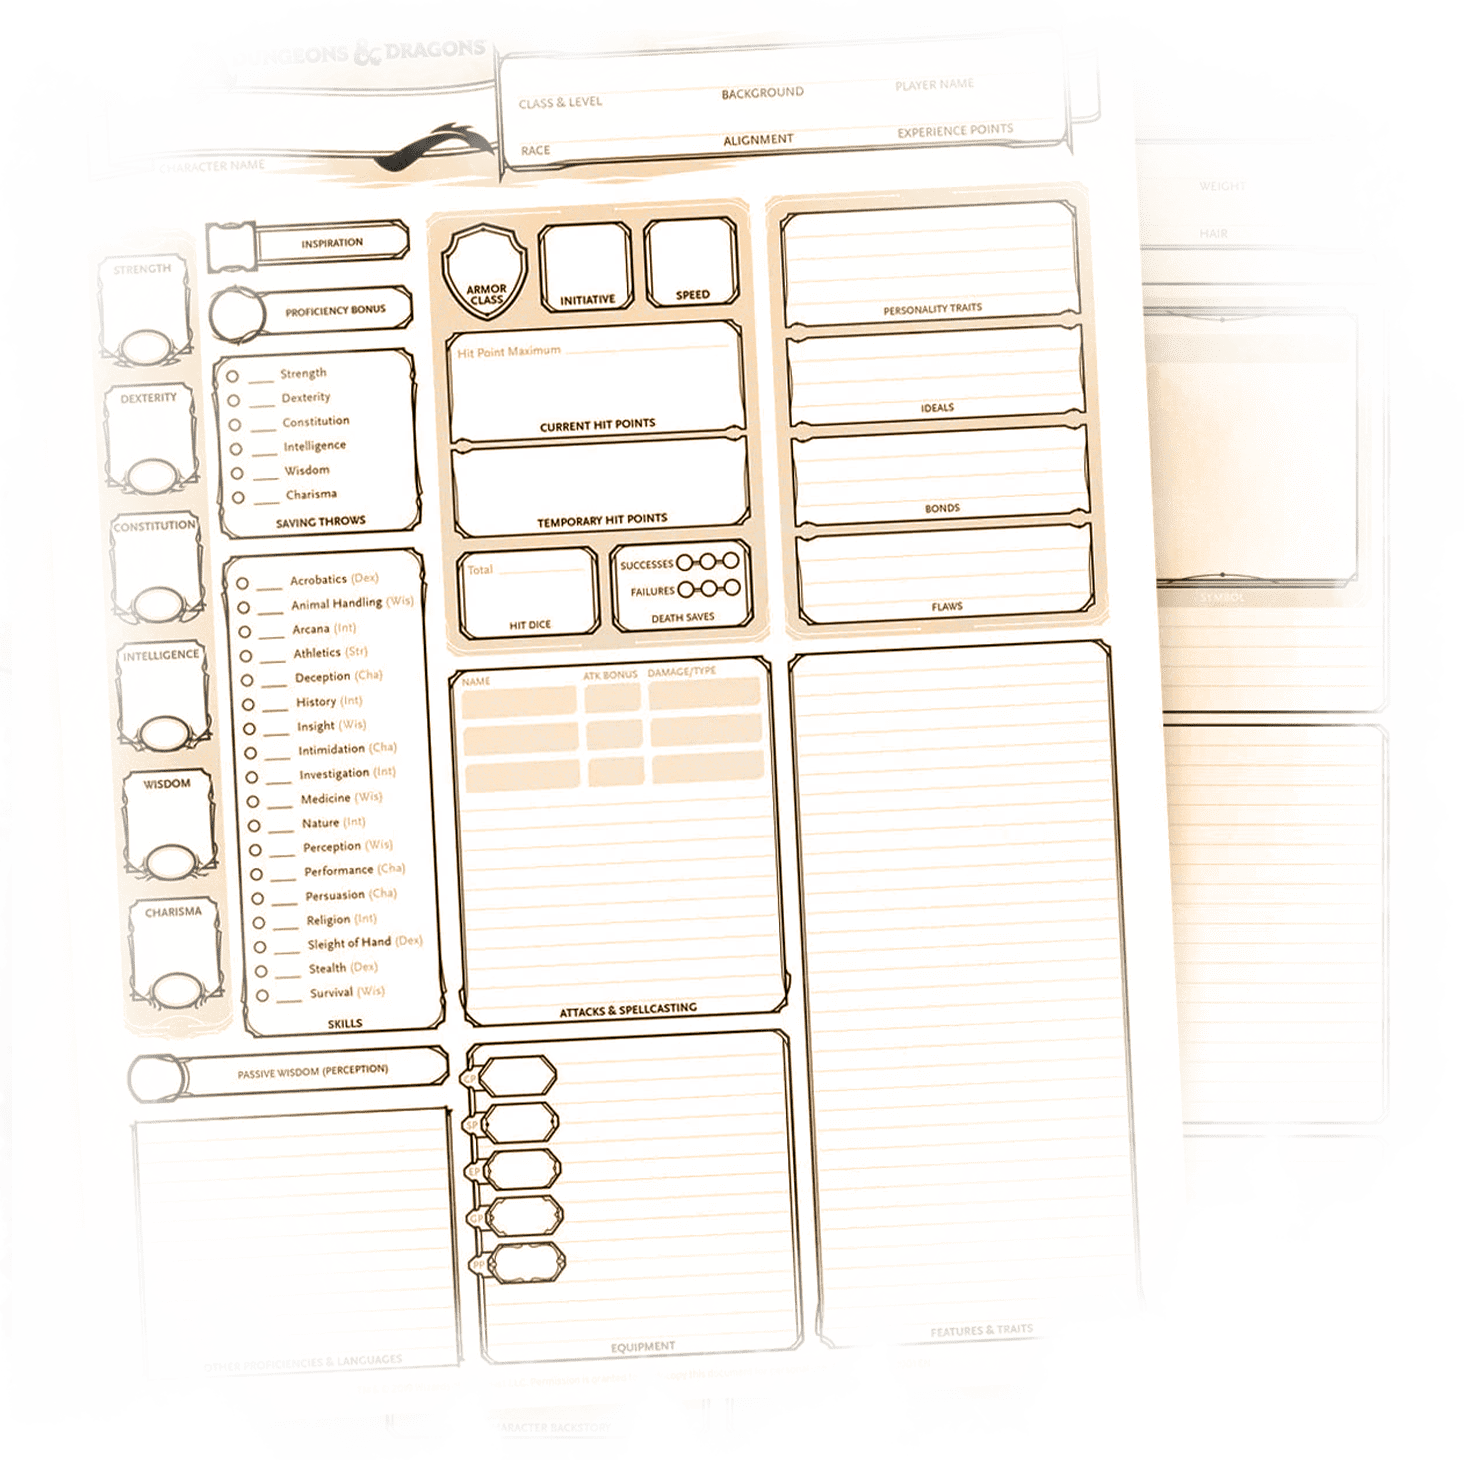 DUNGEONS & DRAGONS
CLASS & LEVEL
BACKGROUND
PLAYER NAME
RACE
ALIGNMENT
EXPERIENCE POINTS
CHARACTER NAME
WEIGHT
HAIR
STRENGTH
DEXTERITY
CONSTITUTION
INTELLIGENCE
WISDOM
CHARISMA
INSPIRATION
PROFICIENCY BONUS
Strength
Dexterity
Constitution
Intelligence
Wisdom
Charisma
SAVING THROWS
Acrobatics (Dex)
Animal Handling (Wis)
Arcana (Int)
Athletics (Str)
Deception (Cha)
History (Int)
Insight (Wis)
Intimidation (Cha)
Investigation (Int)
Medicine (Wis)
Nature (Int)
Perception (Wis)
Performance (Cha)
Persuasion (Cha)
Religion (Int)
Sleight of Hand (Dex)
Stealth (Dex)
Survival (Wis)
SKILLS
PASSIVE WISDOM (PERCEPTION)
OTHER PROFICIENCIES & LANGUAGES
ARMOR
CLASS
INITIATIVE
SPEED
Hit Point Maximum
CURRENT HIT POINTS
TEMPORARY HIT POINTS
Total
HIT DICE
SUCCESSES
FAILURES
DEATH SAVES
NAME
ATK BONUS
DAMAGE/TYPE
ATTACKS & SPELLCASTING
CP
SP
EP
GP
PP
EQUIPMENT
PERSONALITY TRAITS
IDEALS
BONDS
FLAWS
FEATURES & TRAITS
SYMBOL
CHARACTER BACKSTORY